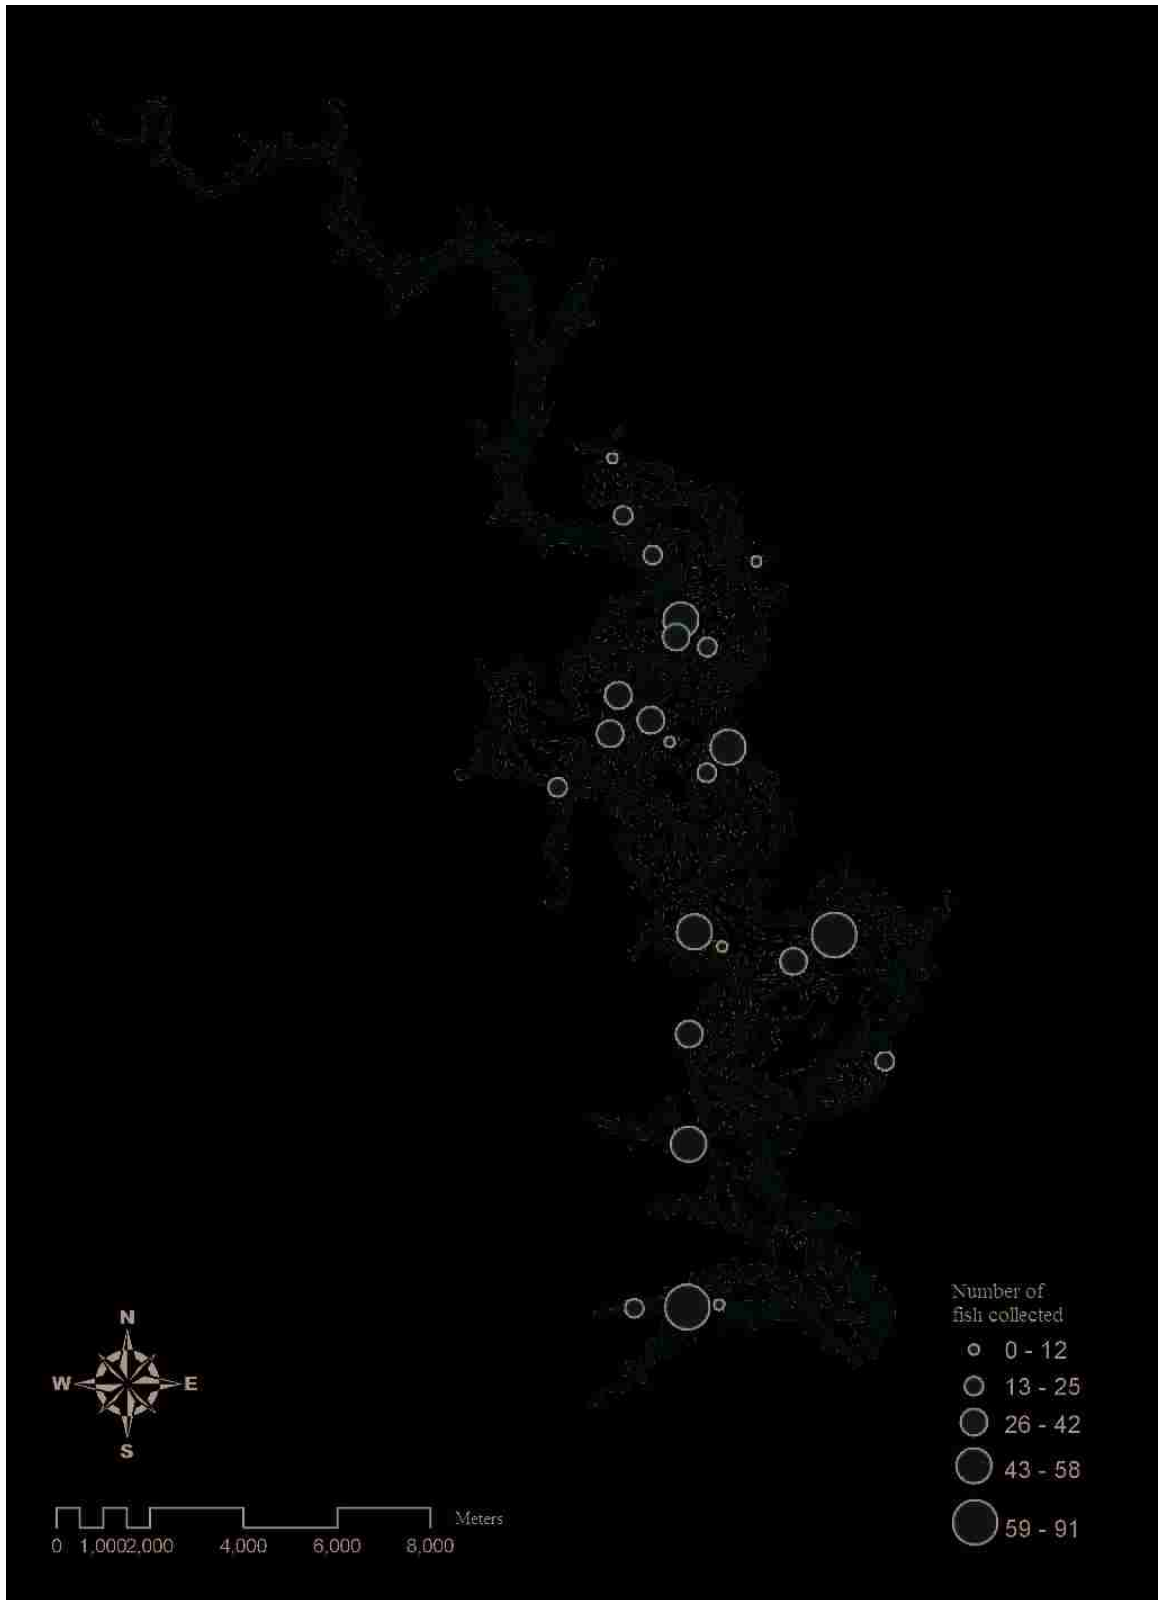 Number of
fish collected
0 - 12
13 - 25
26 - 42
43 - 58
59 - 91
N
W E
S
Meters
0 1,0002,000 4,000 6,000 8,000